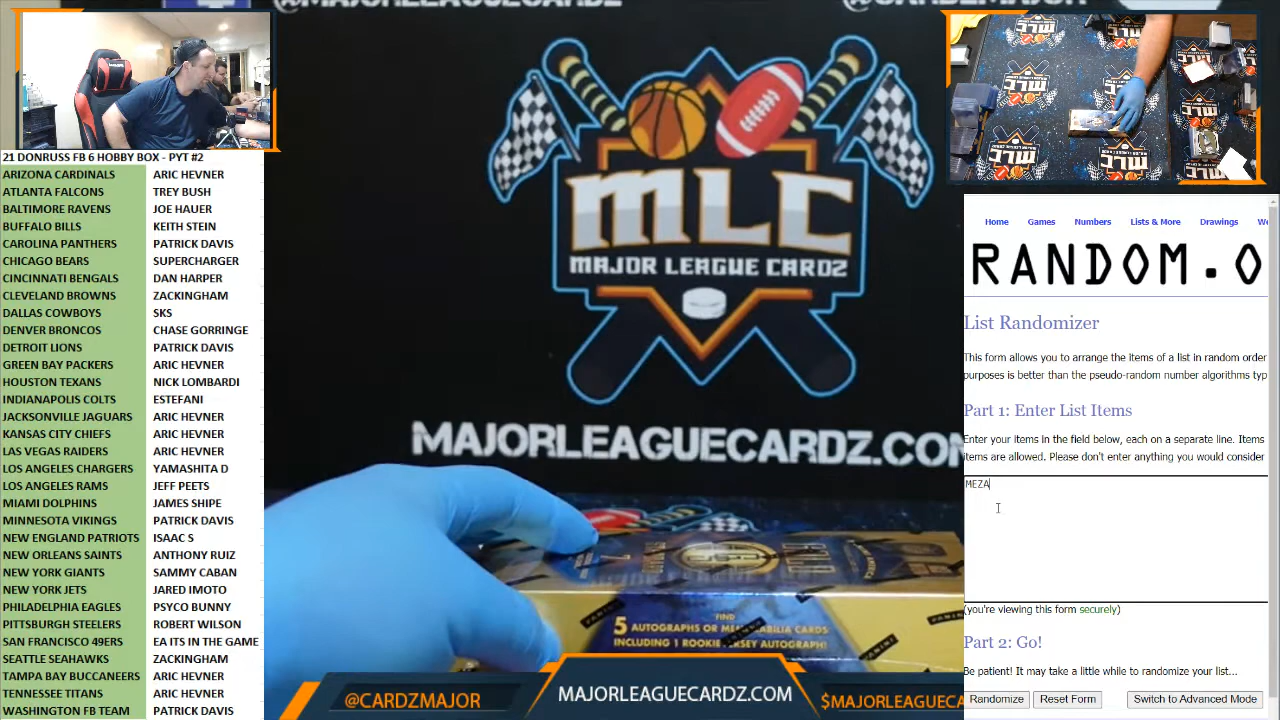 @MAJORLEAGUECARDZ
21 DONRUSS FB 6 HOBBY BOX - PYT #2
ARIZONA CARDINALS ARIC HEVNER
ATLANTA FALCONS TREY BUSH
BALTIMORE RAVENS JOE HAUER
BUFFALO BILLS KEITH STEIN
CAROLINA PANTHERS PATRICK DAVIS
CHICAGO BEARS SUPERCHARGER
CINCINNATI BENGALS DAN HARPER
CLEVELAND BROWNS ZACKINGHAM
DALLAS COWBOYS SKS
DENVER BRONCOS CHASE GORRINGE
DETROIT LIONS PATRICK DAVIS
GREEN BAY PACKERS ARIC HEVNER
HOUSTON TEXANS NICK LOMBARDI
INDIANAPOLIS COLTS ESTEFANI
JACKSONVILLE JAGUARS ARIC HEVNER
KANSAS CITY CHIEFS ARIC HEVNER
LAS VEGAS RAIDERS ARIC HEVNER
LOS ANGELES CHARGERS YAMASHITA D
LOS ANGELES RAMS JEFF PEETS
MIAMI DOLPHINS JAMES SHIPE
MINNESOTA VIKINGS PATRICK DAVIS
NEW ENGLAND PATRIOTS ISAAC S
NEW ORLEANS SAINTS ANTHONY RUIZ
NEW YORK GIANTS SAMMY CABAN
NEW YORK JETS JARED IMOTO
PHILADELPHIA EAGLES PSYCO BUNNY
PITTSBURGH STEELERS ROBERT WILSON
SAN FRANCISCO 49ERS EA ITS IN THE GAME
SEATTLE SEAHAWKS ZACKINGHAM
TAMPA BAY BUCCANEERS ARIC HEVNER
TENNESSEE TITANS ARIC HEVNER
WASHINGTON FB TEAM PATRICK DAVIS
MLC
MAJOR LEAGUE CARDZ
MAJORLEAGUECARDZ.COM
PANINI
FIND
5 AUTOGRAPHS OR MEMORABILIA CARDS
INCLUDING 1 ROOKIE JERSEY AUTOGRAPH!
@CARDZMAJOR
MAJORLEAGUECARDZ.COM
$MAJORLEAGUECA
MLC
Home Games Numbers Lists & More Drawings We
RANDOM.O
List Randomizer
This form allows you to arrange the items of a list in random order
purposes is better than the pseudo-random number algorithms typ
Part 1: Enter List Items
Enter your items in the field below, each on a separate line. Items
items are allowed. Please don't enter anything you would consider
MEZA
(you're viewing this form securely)
Part 2: Go!
Be patient! It may take a little while to randomize your list...
Randomize Reset Form Switch to Advanced Mode